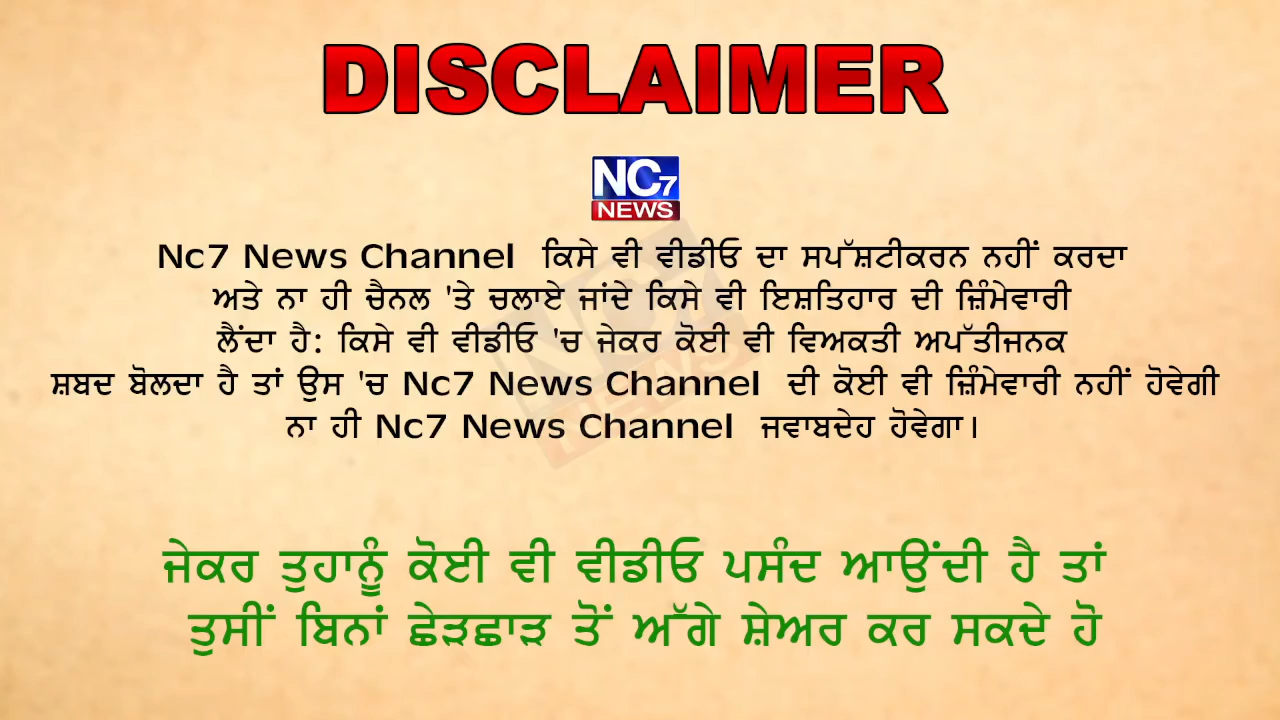 DISCLAIMER
NC7
NEWS
Nc7 News Channel ਕਿਸੇ ਵੀ ਵੀਡੀਓ ਦਾ ਸਪੱਸ਼ਟੀਕਰਨ ਨਹੀਂ ਕਰਦਾ
ਅਤੇ ਨਾ ਹੀ ਚੈਨਲ 'ਤੇ ਚਲਾਏ ਜਾਂਦੇ ਕਿਸੇ ਵੀ ਇਸ਼ਤਿਹਾਰ ਦੀ ਜ਼ਿੰਮੇਵਾਰੀ
ਲੈਂਦਾ ਹੈ: ਕਿਸੇ ਵੀ ਵੀਡੀਓ 'ਚ ਜੇਕਰ ਕੋਈ ਵੀ ਵਿਅਕਤੀ ਅਪੱਤੀਜਨਕ
ਸ਼ਬਦ ਬੋਲਦਾ ਹੈ ਤਾਂ ਉਸ 'ਚ Nc7 News Channel ਦੀ ਕੋਈ ਵੀ ਜ਼ਿੰਮੇਵਾਰੀ ਨਹੀਂ ਹੋਵੇਗੀ
ਨਾ ਹੀ Nc7 News Channel ਜਵਾਬਦੇਹ ਹੋਵੇਗਾ।
ਜੇਕਰ ਤੁਹਾਨੂੰ ਕੋਈ ਵੀ ਵੀਡੀਓ ਪਸੰਦ ਆਉਂਦੀ ਹੈ ਤਾਂ
ਤੁਸੀਂ ਬਿਨਾਂ ਛੇੜਛਾੜ ਤੋਂ ਅੱਗੇ ਸ਼ੇਅਰ ਕਰ ਸਕਦੇ ਹੋ